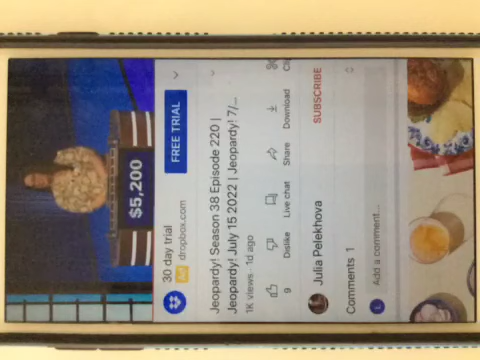 $5,200
30 day trial
Ad dropbox.com
FREE TRIAL
Jeopardy! Season 38 Episode 220 |
Jeopardy! July 15 2022 | Jeopardy! 7/...
1K views · 1d ago
9
Dislike
Live chat
Share
Download
Julia Pelekhova
SUBSCRIBE
Comments 1
Add a comment...